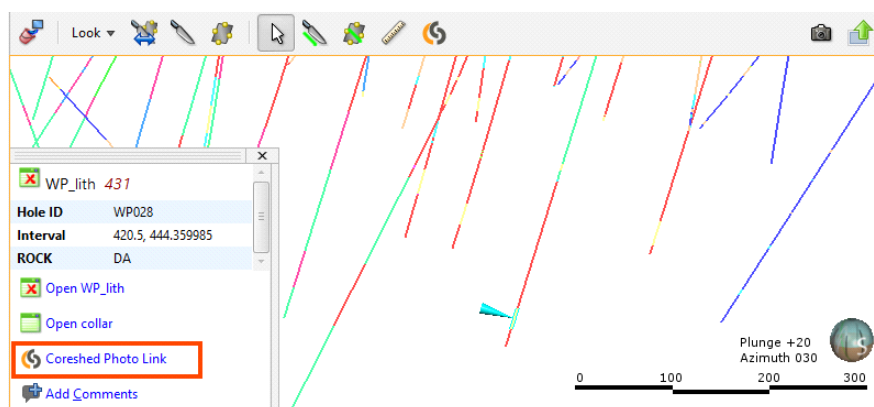 Look
WP_lith 431
Hole ID WP028
Interval 420.5, 444.359985
ROCK DA
Open WP_lith
Open collar
Coreshed Photo Link
Add Comments
Plunge +20
Azimuth 030
0 100 200 300
S